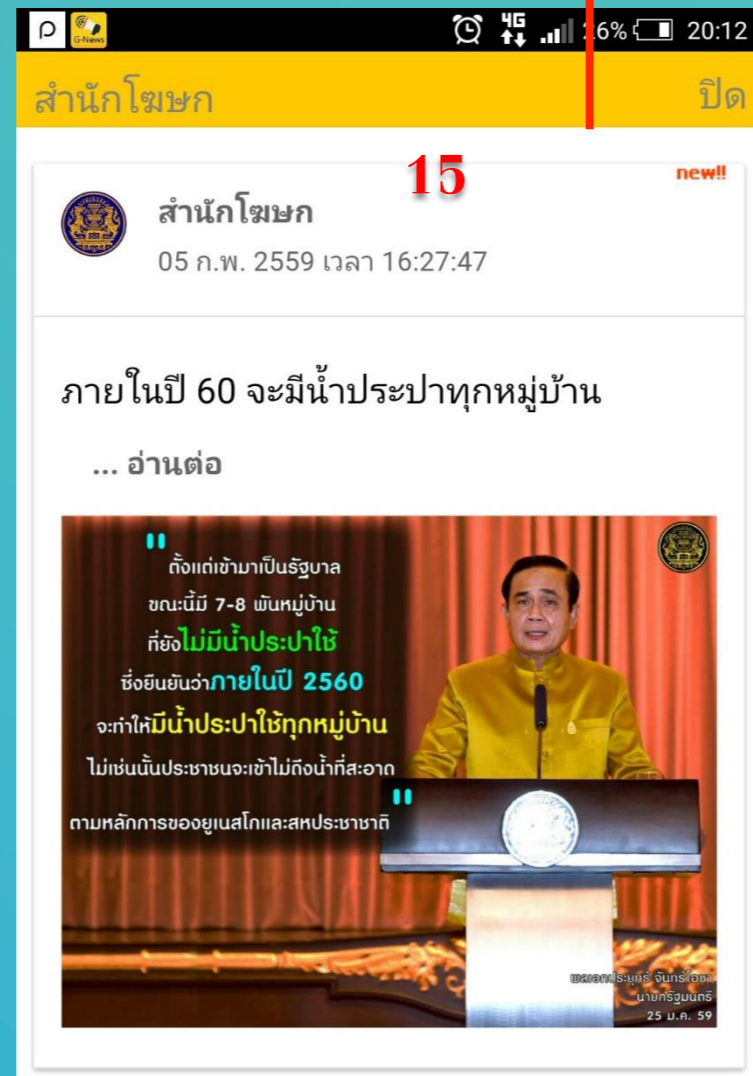 G-News 4G 26% 20:12
สำนักโฆษก ปิด
15
new!!
สำนักโฆษก
05 ก.พ. 2559 เวลา 16:27:47
ภายในปี 60 จะมีน้ำประปาทุกหมู่บ้าน
... อ่านต่อ
"ตั้งแต่เข้ามาเป็นรัฐบาล
ขณะนี้มี 7-8 พันหมู่บ้าน
ที่ยังไม่มีน้ำประปาใช้
ซึ่งยืนยันว่าภายในปี 2560
จะทำให้มีน้ำประปาใช้ทุกหมู่บ้าน
ไม่เช่นนั้นประชาชนจะเข้าไม่ถึงน้ำที่สะอาด
ตามหลักการของยูเนสโกและสหประชาชาติ"
พลเอกประยุทธ์ จันทร์โอชา
นายกรัฐมนตรี
25 ม.ค. 59